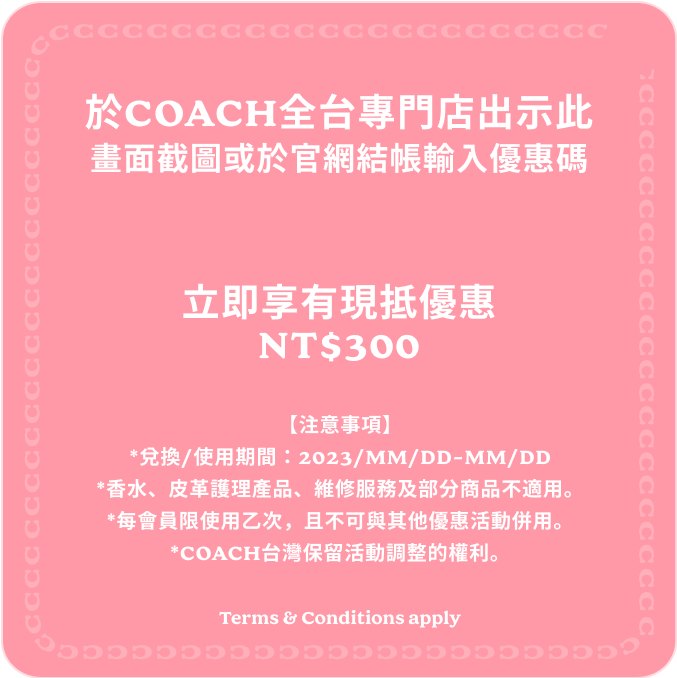 於COACH全台專門店出示此
畫面截圖或於官網結帳輸入優惠碼
立即享有現抵優惠
NT$300
【注意事項】
*兌換/使用期間：2023/MM/DD-MM/DD
*香水、皮革護理產品、維修服務及部分商品不適用。
*每會員限使用乙次，且不可與其他優惠活動併用。
*COACH台灣保留活動調整的權利。
Terms & Conditions apply